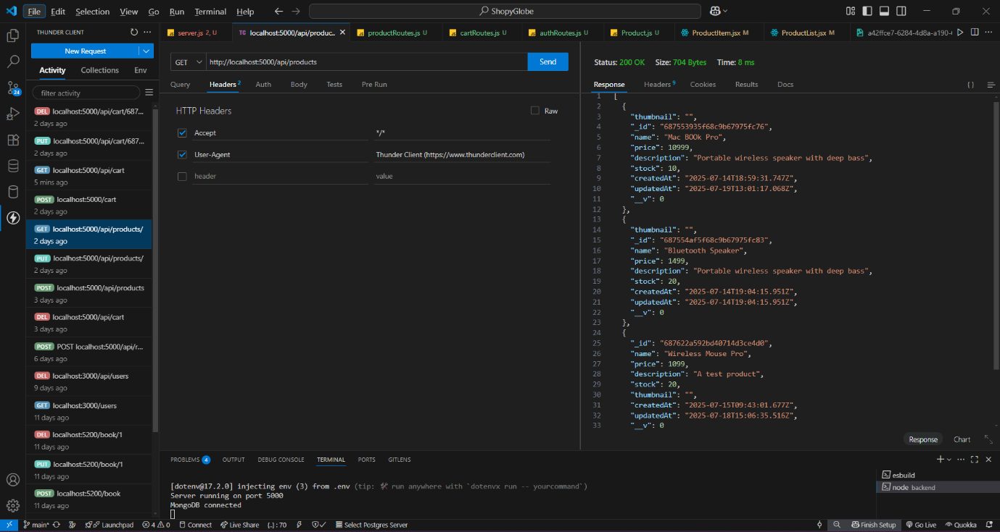 File Edit Selection View Go Run Terminal Help
ShopyGlobe
THUNDER CLIENT
New Request
Activity Collections Env
filter activity
DEL localhost:5000/api/cart/687...
2 days ago
PUT localhost:5000/api/cart/687...
2 days ago
GET localhost:5000/api/cart
5 mins ago
POST localhost:5000/cart
2 days ago
GET localhost:5000/api/products/
2 days ago
PUT localhost:5000/api/products/
2 days ago
POST localhost:5000/api/products
3 days ago
DEL localhost:5000/api/cart
3 days ago
POST POST localhost:5000/api/r...
6 days ago
DEL localhost:3000/api/users
9 days ago
GET localhost:3000/users
11 days ago
DEL localhost:5200/book/1
11 days ago
PUT localhost:5200/book/1
11 days ago
POST localhost:5200/book
11 days ago
24
server.js 2, U
TC localhost:5000/api/produc...
productRoutes.js U
cartRoutes.js U
authRoutes.js U
Product.js U
ProductItem.jsx M
ProductList.jsx M
a42ffce7-6284-4d8a-a190-
GET http://localhost:5000/api/products Send
Query Headers 2 Auth Body Tests Pre Run
HTTP Headers Raw
Accept */*
User-Agent Thunder Client (https://www.thunderclient.com)
header value
Status: 200 OK Size: 704 Bytes Time: 8 ms
Response Headers 9 Cookies Results Docs { }
1 [
2 {
3 "thumbnail": "",
4 "_id": "687553935f68c9b67975fc76",
5 "name": "Mac BOOk Pro",
6 "price": 10999,
7 "description": "Portable wireless speaker with deep bass",
8 "stock": 10,
9 "createdAt": "2025-07-14T18:59:31.747Z",
10 "updatedAt": "2025-07-19T13:01:17.068Z",
11 "__v": 0
12 },
13 {
14 "thumbnail": "",
15 "_id": "687554af5f68c9b67975fc83",
16 "name": "Bluetooth Speaker",
17 "price": 1499,
18 "description": "Portable wireless speaker with deep bass",
19 "stock": 20,
20 "createdAt": "2025-07-14T19:04:15.951Z",
21 "updatedAt": "2025-07-14T19:04:15.951Z",
22 "__v": 0
23 },
24 {
25 "_id": "687622a592bd40714d3ce4d0",
26 "name": "Wireless Mouse Pro",
27 "price": 1099,
28 "description": "A test product",
29 "stock": 20,
30 "thumbnail": "",
31 "createdAt": "2025-07-15T09:43:01.677Z",
32 "updatedAt": "2025-07-18T15:06:35.516Z",
33 "__v": 0
Response Chart
PROBLEMS 4 OUTPUT DEBUG CONSOLE TERMINAL PORTS GITLENS
[dotenv@17.2.0] injecting env (3) from .env (tip: 🛠️ run anywhere with `dotenvx run -- yourcommand`)
Server running on port 5000
MongoDB connected
esbuild
node backend
main* Launchpad 4 0 Connect Live Share {..} : 70 Select Postgres Server Finish Setup Go Live Quokka